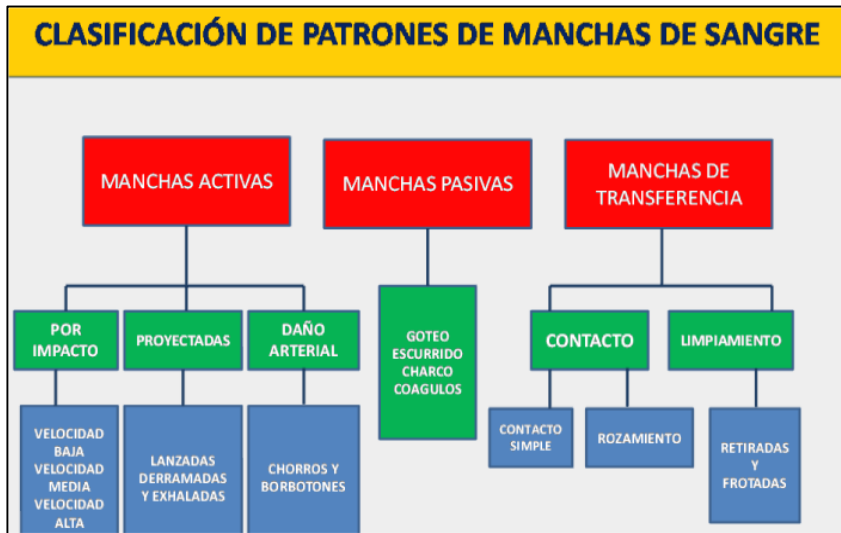 CLASIFICACIÓN DE PATRONES DE MANCHAS DE SANGRE
MANCHAS ACTIVAS
MANCHAS PASIVAS
MANCHAS DE
TRANSFERENCIA
POR
IMPACTO
PROYECTADAS
DAÑO
ARTERIAL
GOTEO
ESCURRIDO
CHARCO
COAGULOS
CONTACTO
LIMPIAMIENTO
VELOCIDAD
BAJA
VELOCIDAD
MEDIA
VELOCIDAD
ALTA
LANZADAS
DERRAMADAS
Y EXHALADAS
CHORROS Y
BORBOTONES
CONTACTO
SIMPLE
ROZAMIENTO
RETIRADAS
Y
FROTADAS